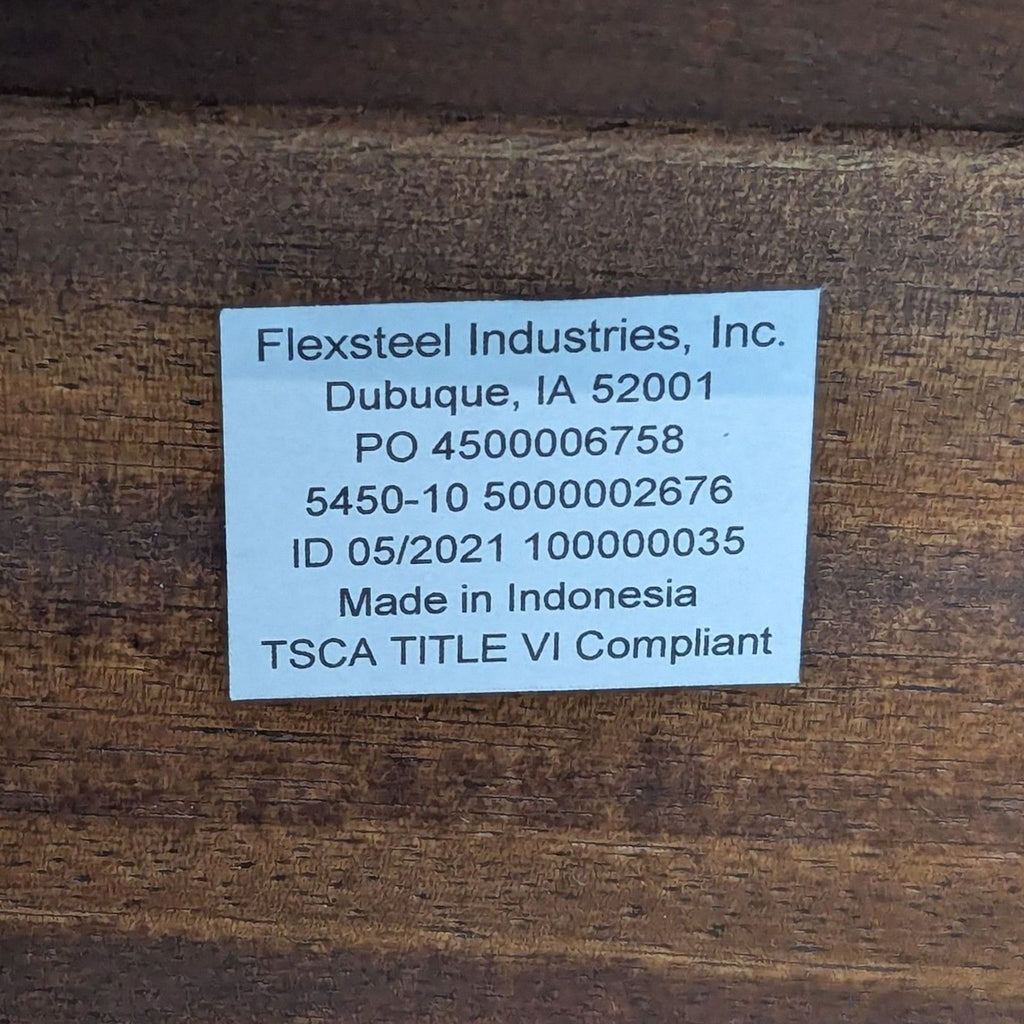 Flexsteel Industries, Inc.
Dubuque, IA 52001
PO 4500006758
5450-10 5000002676
ID 05/2021 100000035
Made in Indonesia
TSCA TITLE VI Compliant